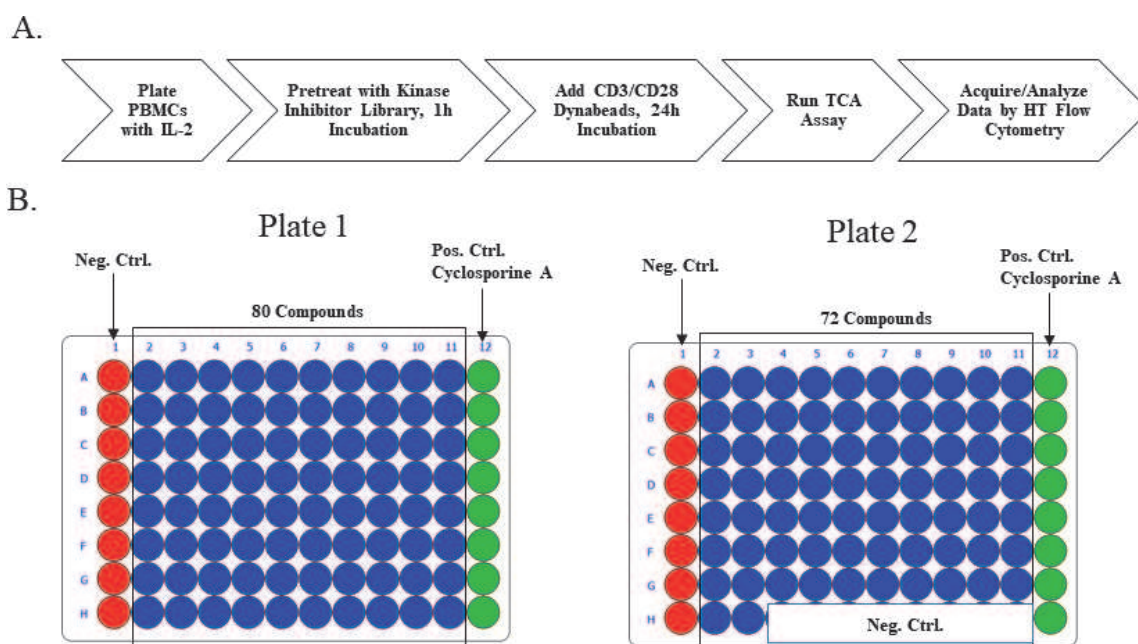 A.
Plate
PBMCs
with IL-2
Pretreat with Kinase
Inhibitor Library, 1h
Incubation
Add CD3/CD28
Dynabeads, 24h
Incubation
Run TCA
Assay
Acquire/Analyze
Data by HT Flow
Cytometry
B.
Plate 1
Neg. Ctrl.
Pos. Ctrl.
Cyclosporine A
80 Compounds
1 2 3 4 5 6 7 8 9 10 11 12
A
B
C
D
E
F
G
H
Plate 2
Neg. Ctrl.
Pos. Ctrl.
Cyclosporine A
72 Compounds
1 2 3 4 5 6 7 8 9 10 11 12
A
B
C
D
E
F
G
H
Neg. Ctrl.